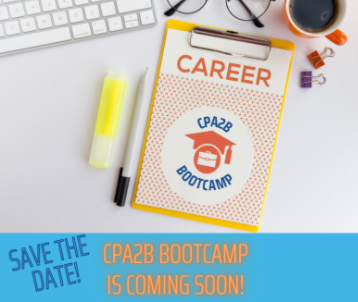 CAREER
CPA2B
BOOTCAMP
SAVE THE
DATE!
CPA2B BOOTCAMP
IS COMING SOON!